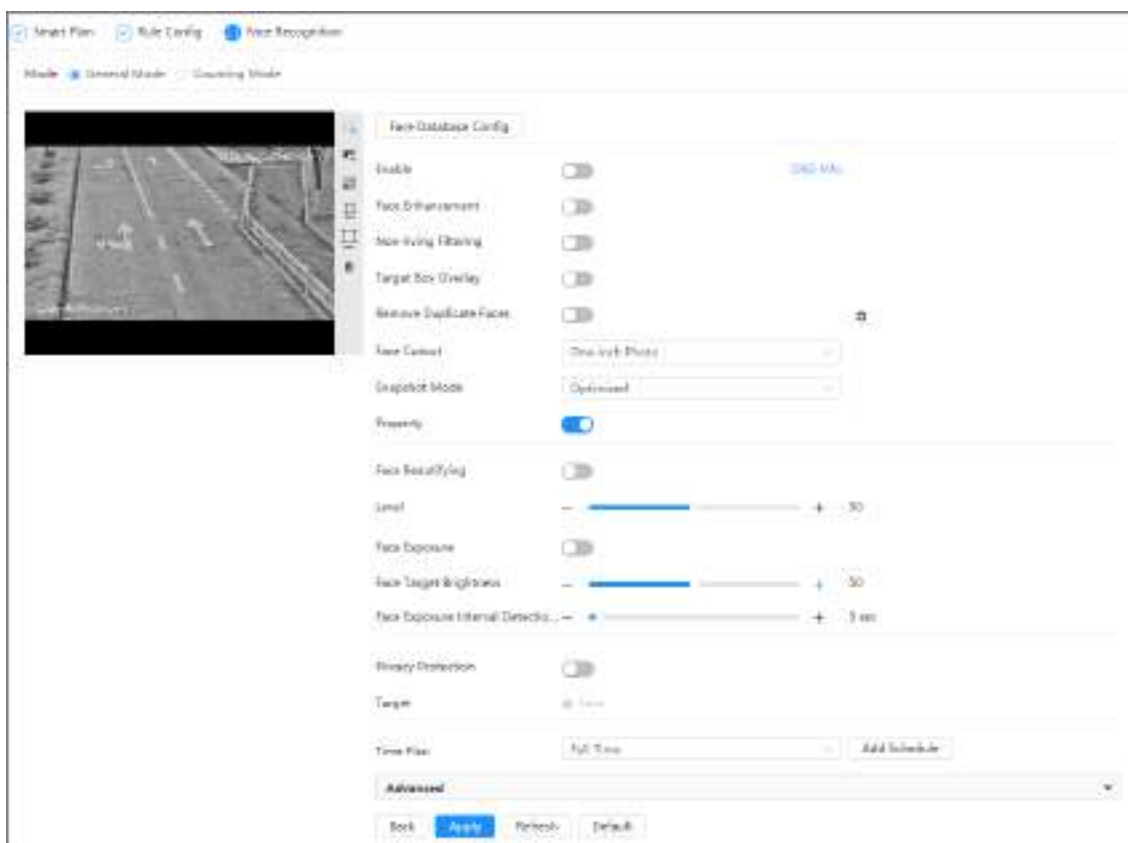 Smart Plan Rule Config Face Recognition
Mode General Mode Counting Mode
Face Database Config
Enable
Face Enhancement
Non-living Filtering
Target Box Overlay
Remove Duplicate Faces
Face Cutout One-inch Photo
Snapshot Mode Optimized
Property
Face Beautifying
Level - + 50
Face Exposure
Face Target Brightness - + 50
Face Exposure Interval Detectio... - +
Privacy Protection
Target Face
Time Plan Full Time Add Schedule
Advanced
Back Apply Refresh Default